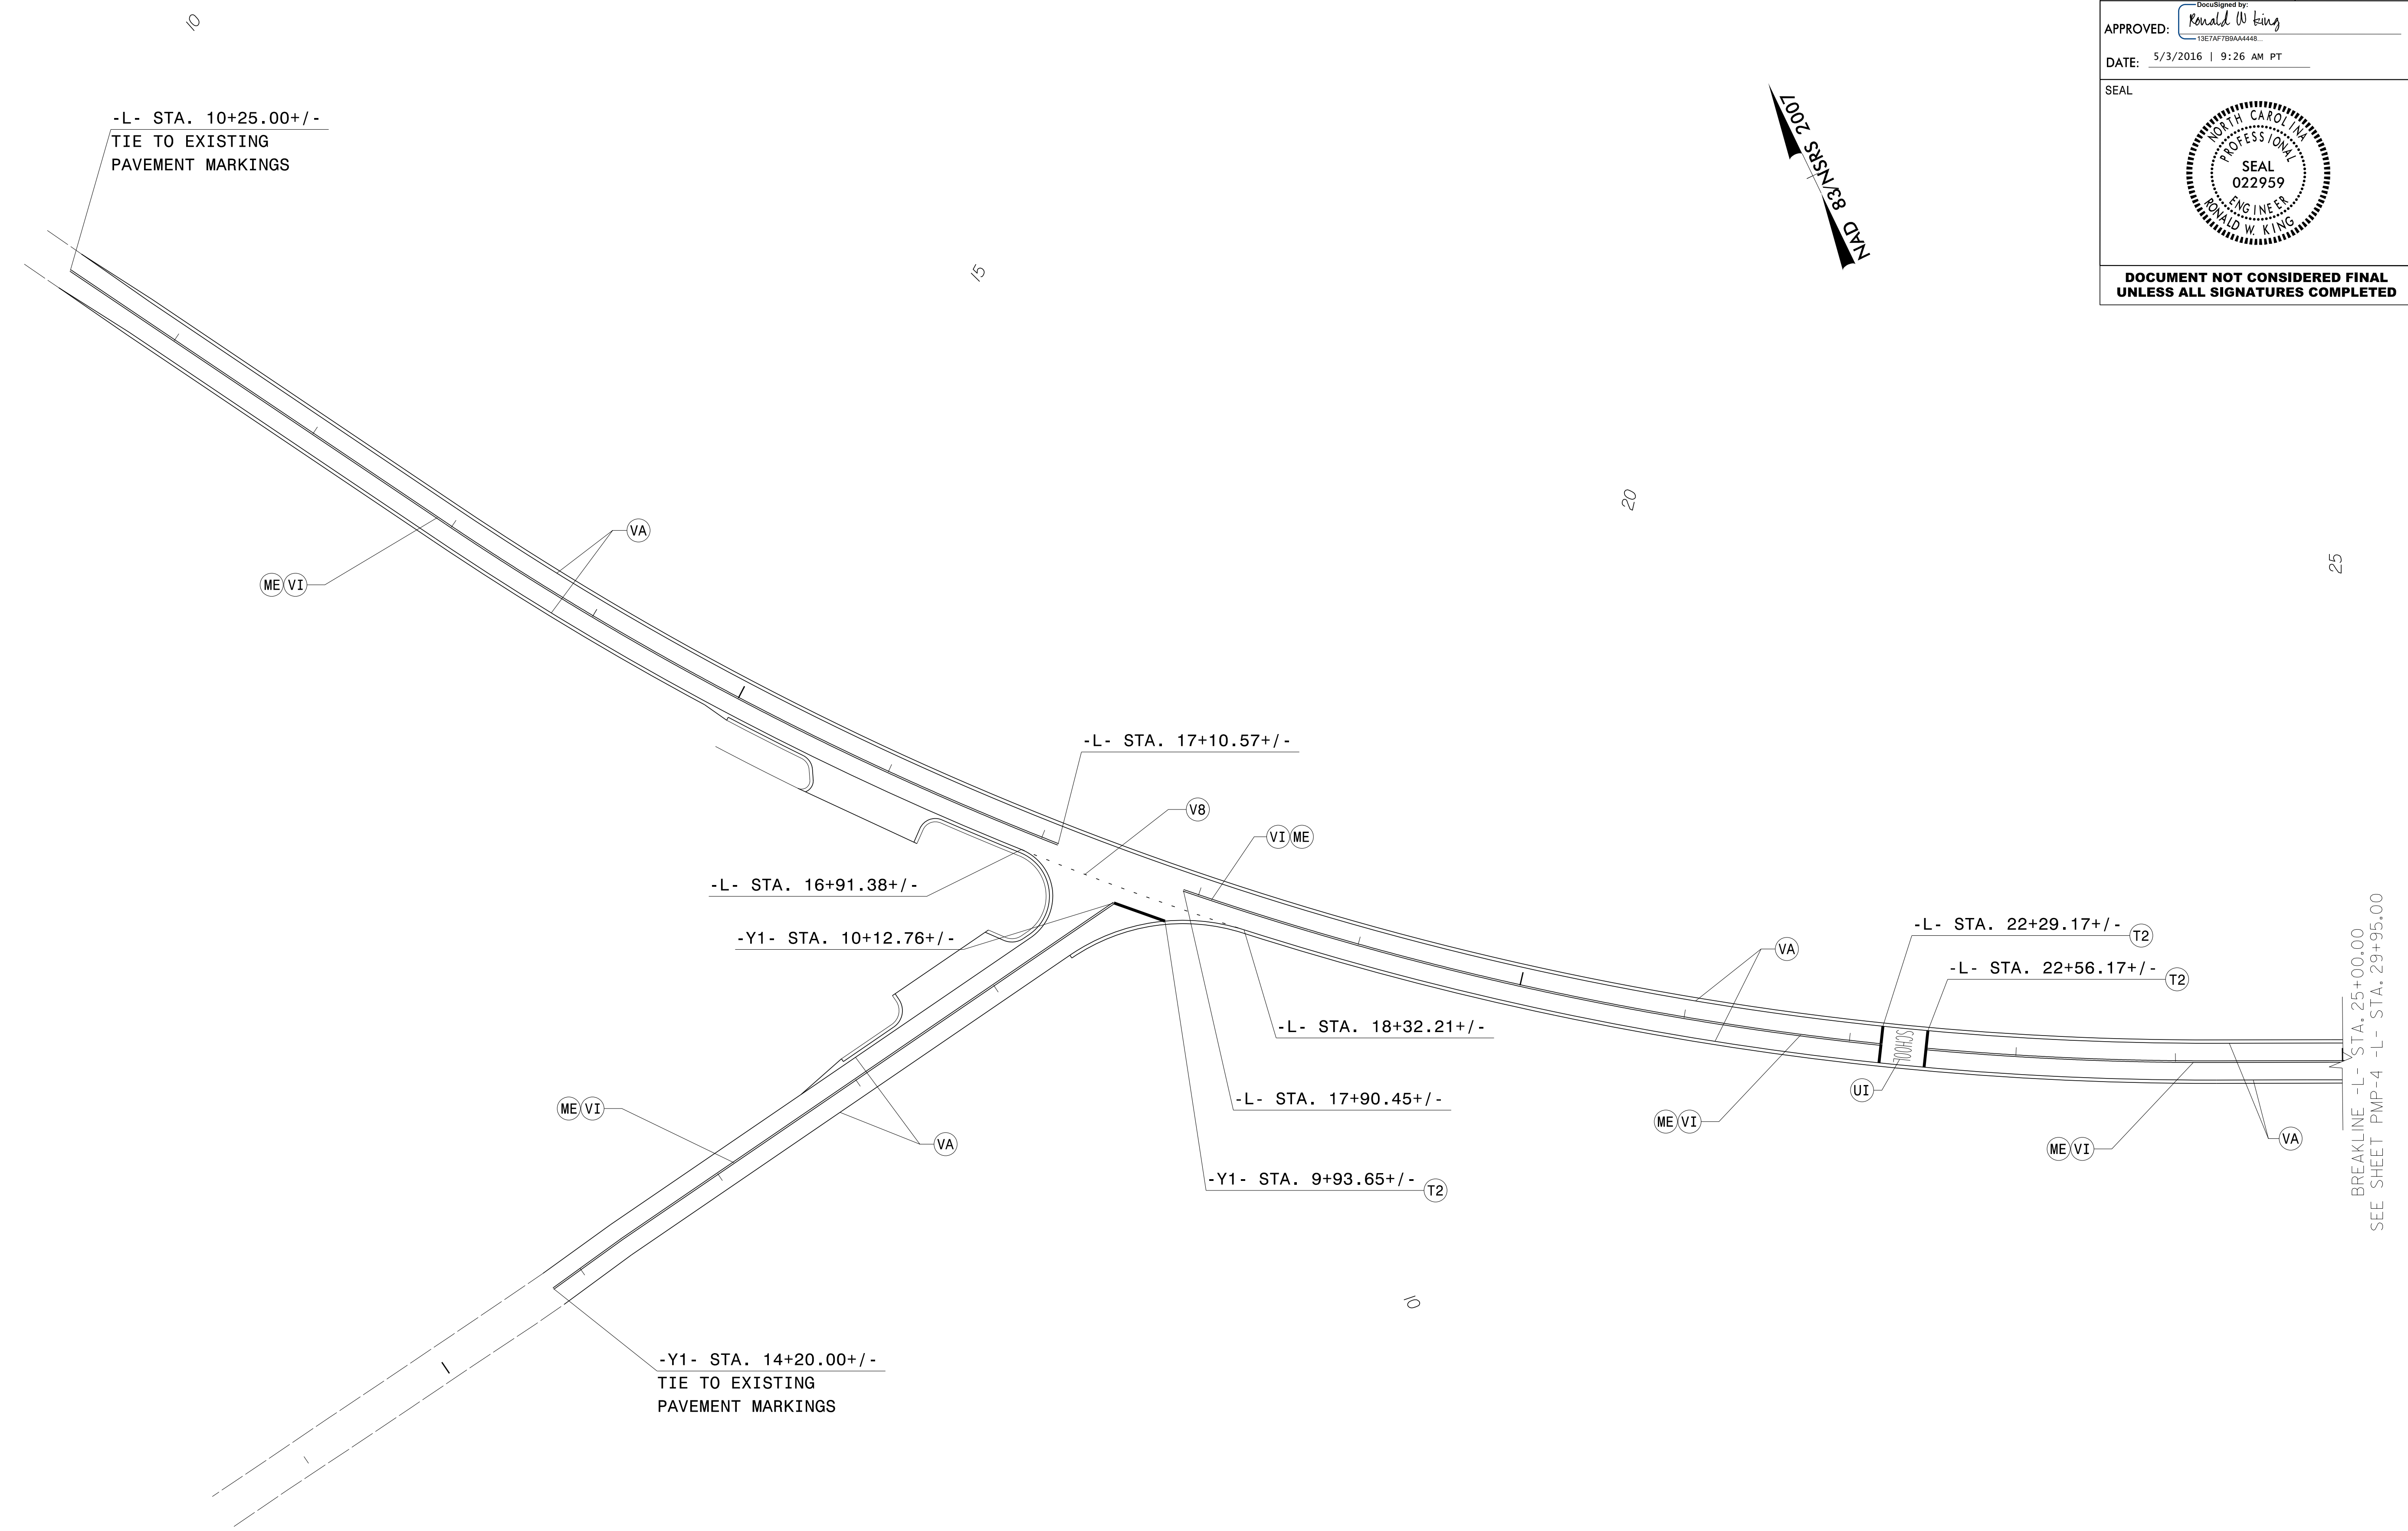 10
DocuSigned by:
APPROVED: Ronald W King
13E7AF7B9AA4448...
DATE: 5/3/2016 | 9:26 AM PT
SEAL
NORTH CAROLINA
PROFESSIONAL
SEAL
022959
ENGINEER
RONALD W. KING
DOCUMENT NOT CONSIDERED FINAL
UNLESS ALL SIGNATURES COMPLETED
NAD 83/NSRS 2007
-L- STA. 10+25.00+/-
TIE TO EXISTING
PAVEMENT MARKINGS
15
20
25
VA
ME VI
-L- STA. 17+10.57+/-
V8
VI ME
-L- STA. 16+91.38+/-
-Y1- STA. 10+12.76+/-
VA
-L- STA. 22+29.17+/- T2
-L- STA. 22+56.17+/- T2
SCHOOL
-L- STA. 18+32.21+/-
UI
-L- STA. 17+90.45+/-
ME VI
ME VI
VA
ME VI
VA
-Y1- STA. 9+93.65+/- T2
BREAKLINE -L- STA. 25+00.00
SEE SHEET PMP-4 -L- STA. 29+95.00
10
-Y1- STA. 14+20.00+/-
TIE TO EXISTING
PAVEMENT MARKINGS